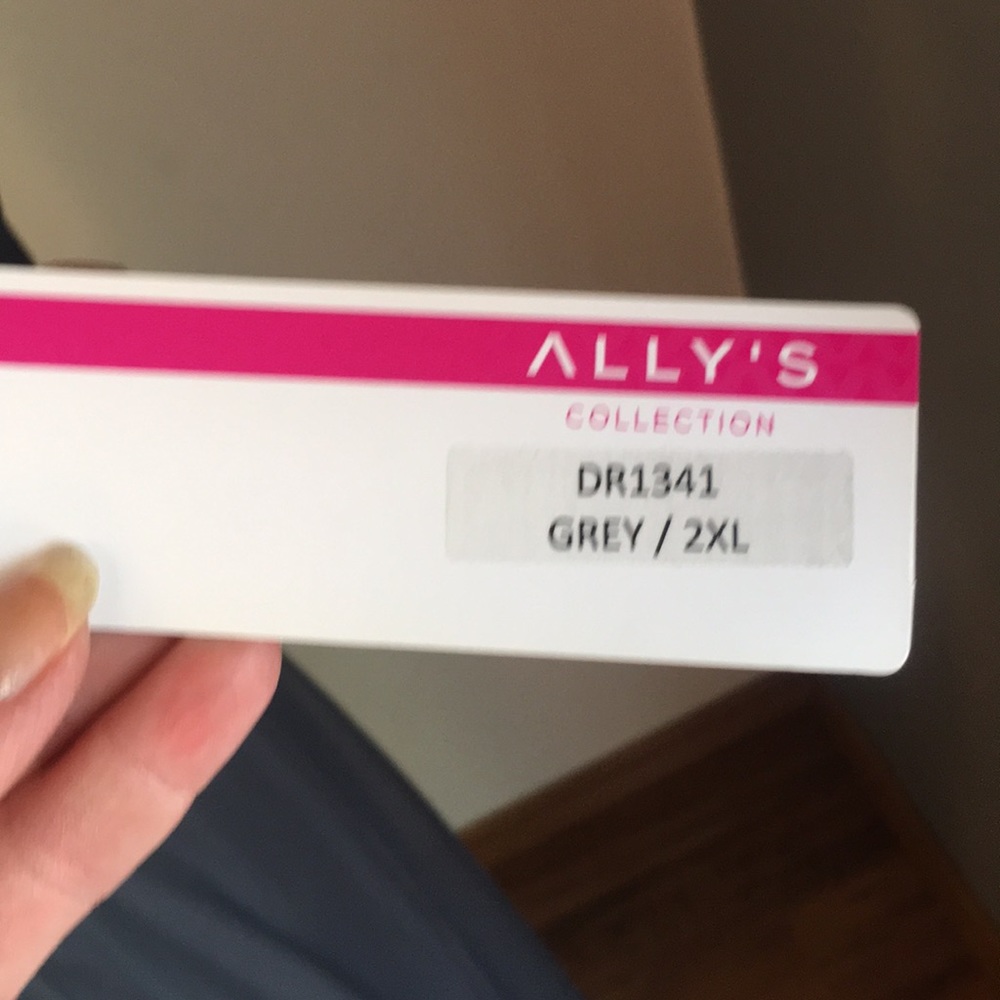 ALLY'S
COLLECTION
DR1341
GREY / 2XL